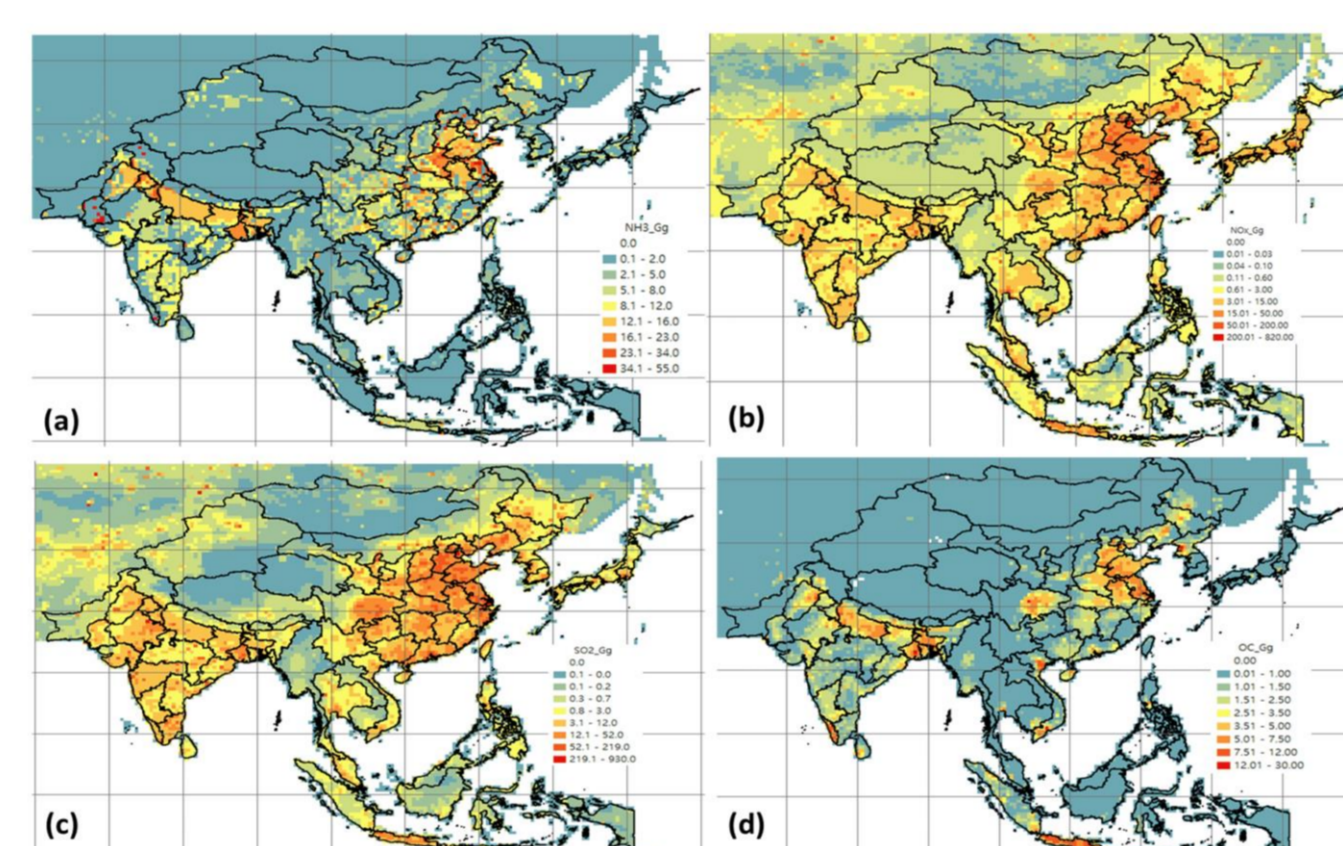 NH3_Gg
0.0
0.1 - 2.0
2.1 - 5.0
5.1 - 8.0
8.1 - 12.0
12.1 - 16.0
16.1 - 23.0
23.1 - 34.0
34.1 - 55.0
(a)
NOx_Gg
0.00
0.01 - 0.03
0.04 - 0.10
0.11 - 0.60
0.61 - 3.00
3.01 - 15.00
15.01 - 50.00
50.01 - 200.00
200.01 - 820.00
(b)
SO2_Gg
0.0
0.1 - 0.0
0.1 - 0.2
0.3 - 0.7
0.8 - 3.0
3.1 - 12.0
12.1 - 52.0
52.1 - 219.0
219.1 - 930.0
(c)
OC_Gg
0.00
0.01 - 1.00
1.01 - 1.50
1.51 - 2.50
2.51 - 3.50
3.51 - 5.00
5.01 - 7.50
7.51 - 12.00
12.01 - 30.00
(d)